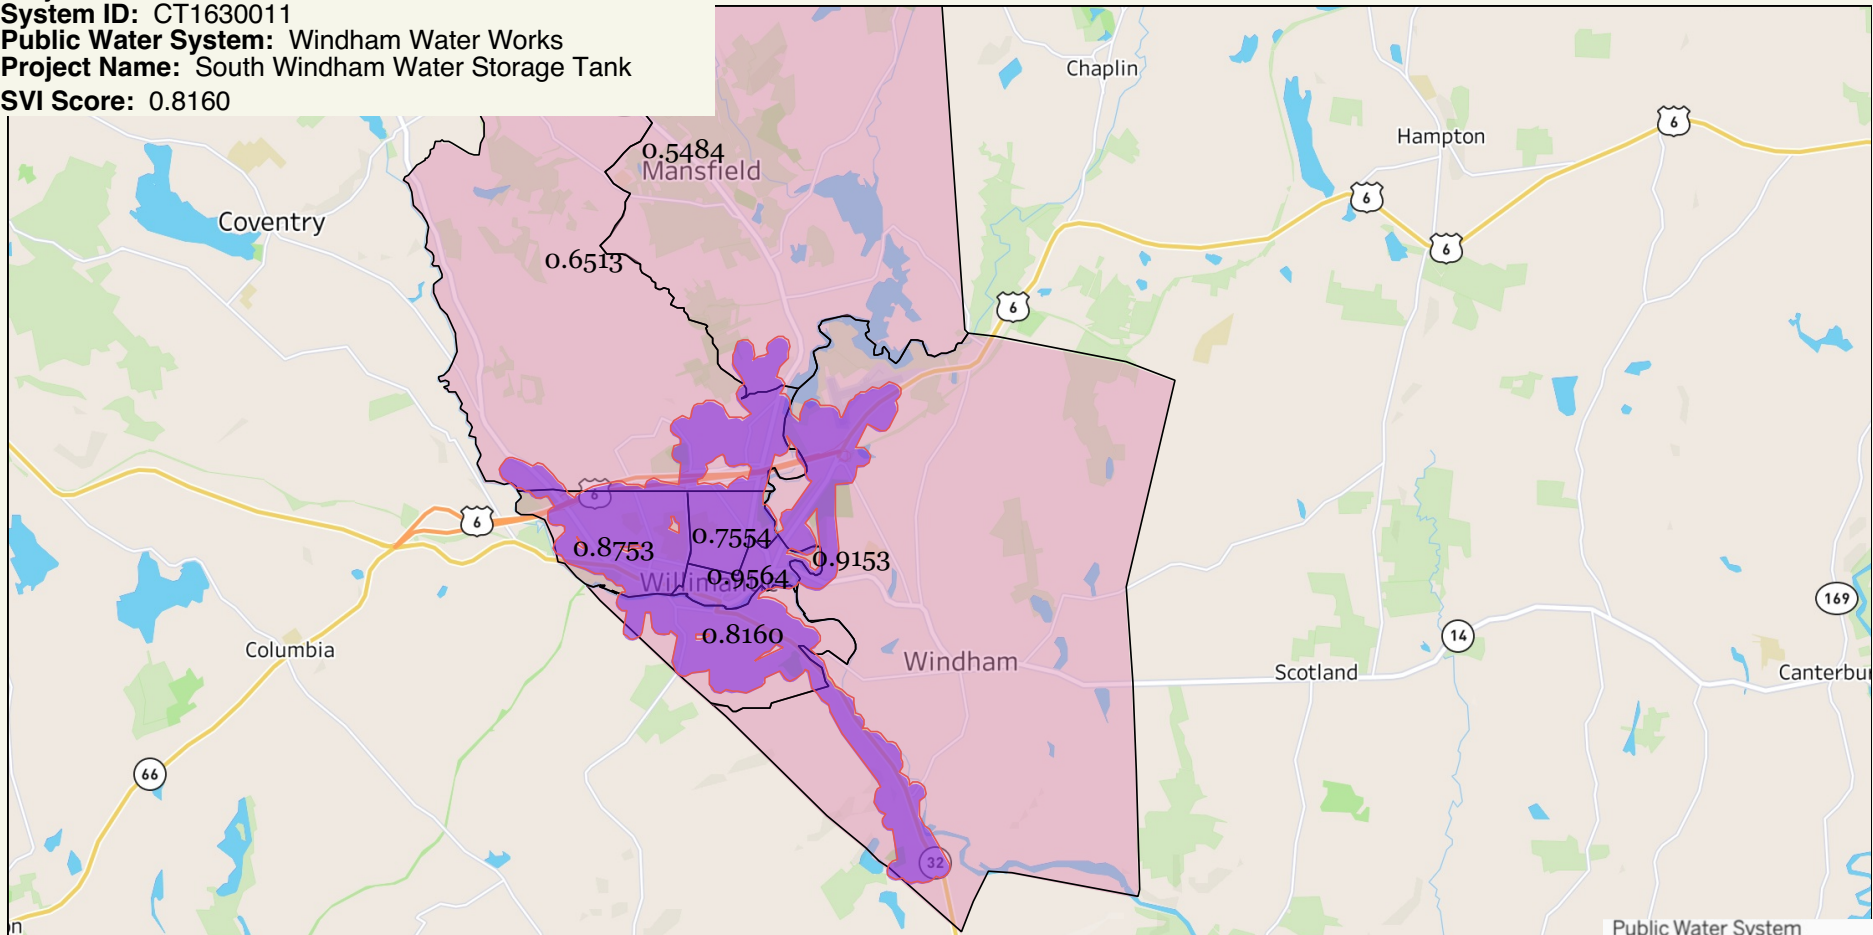 System ID: CT1630011
Public Water System: Windham Water Works
Project Name: South Windham Water Storage Tank
SVI Score: 0.8160
Chaplin
6
Hampton
0.5484
Mansfield
6
Coventry
6
0.6513
6
6
6
0.7554
0.8753
0.9153
0.9564
169
0.8160
14
Columbia
Windham
Scotland
66
32
Public Water System